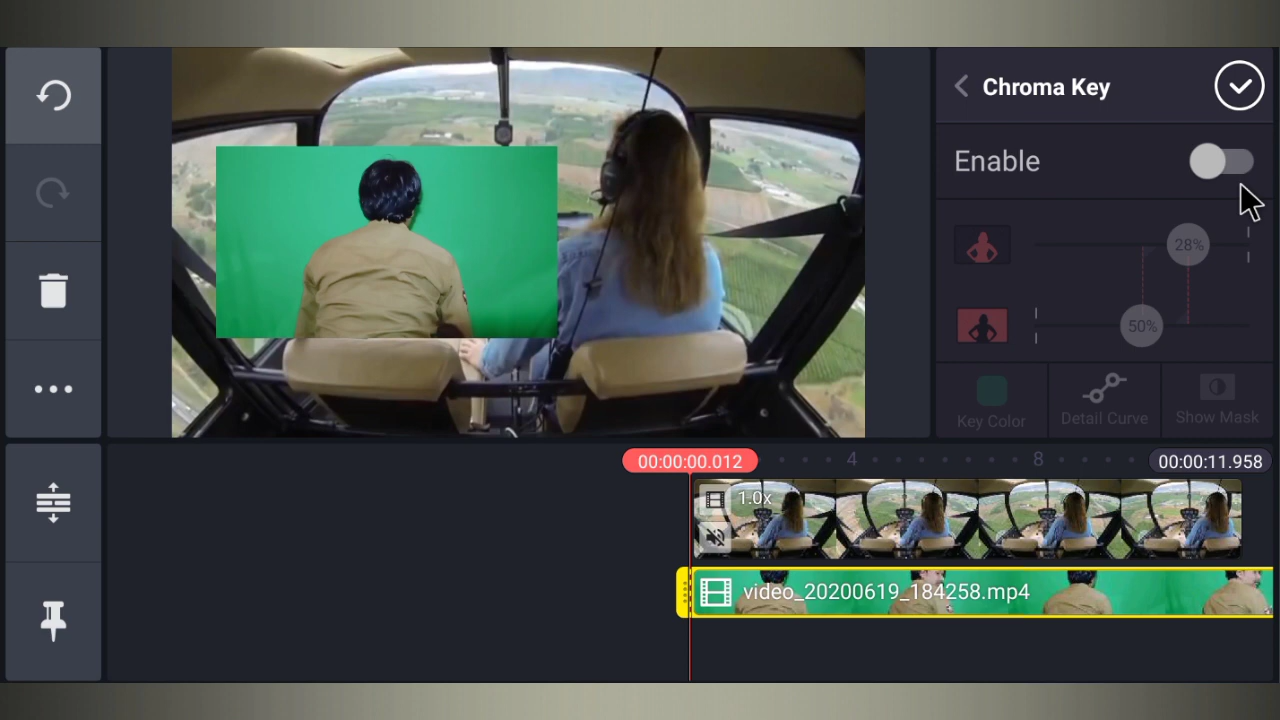 Chroma Key
Enable
28%
50%
Key Color
Detail Curve
Show Mask
00:00:00.012
4
8
00:00:11.958
1.0x
video_20200619_184258.mp4